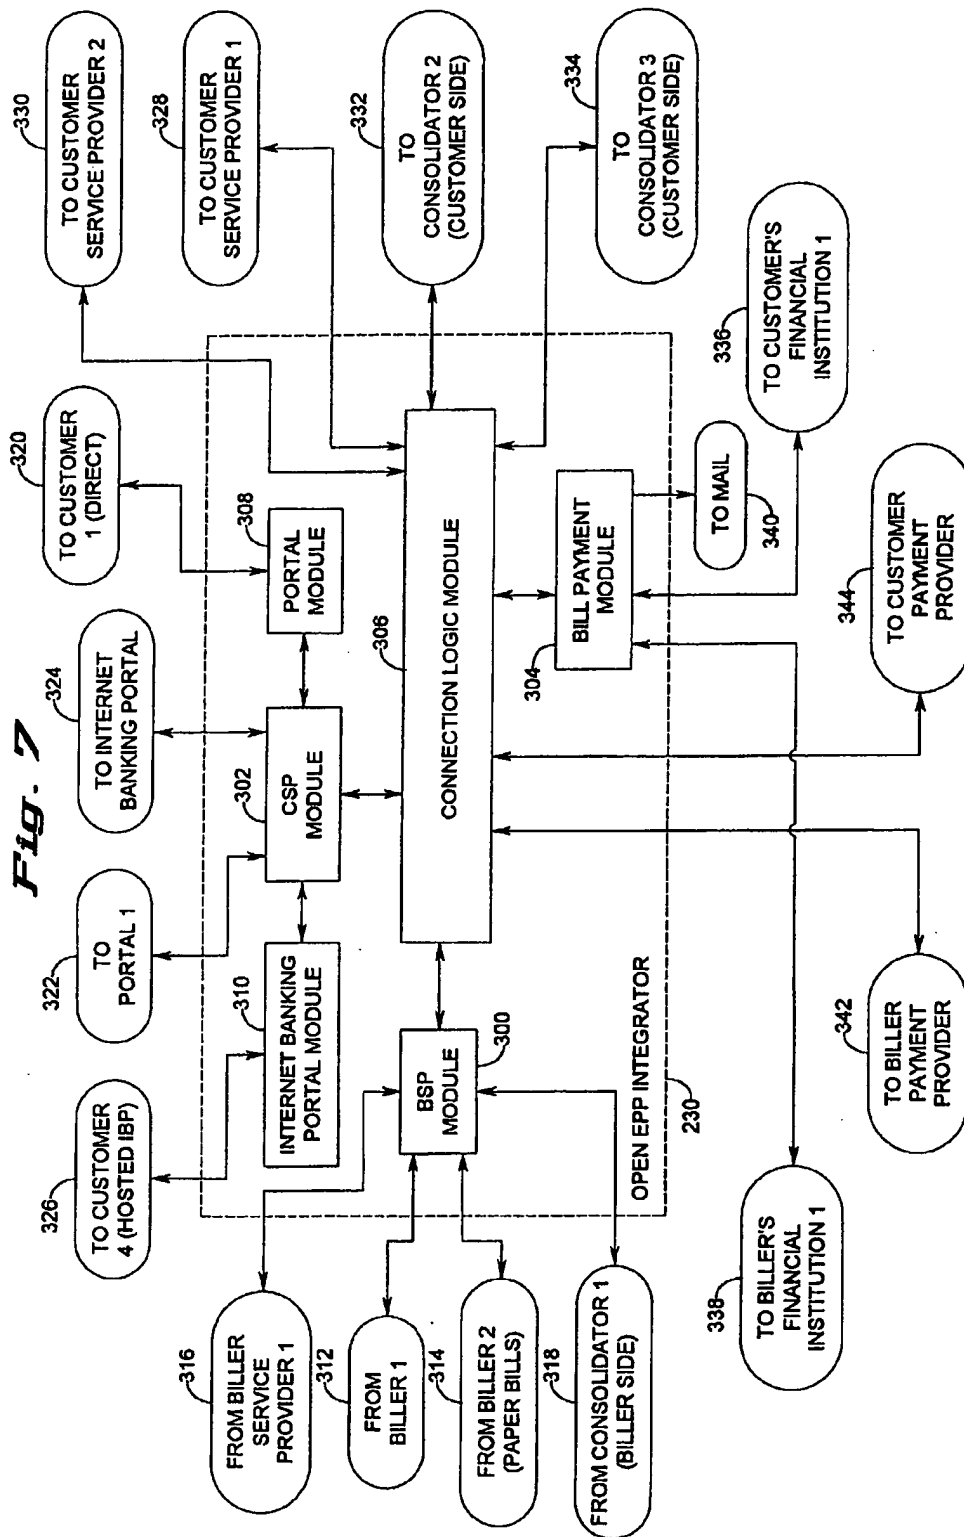 Fig. 7
326
TO CUSTOMER
4 (HOSTED IBP)
322
TO
PORTAL 1
324
TO INTERNET
BANKING PORTAL
320
TO CUSTOMER
1 (DIRECT)
330
TO CUSTOMER
SERVICE PROVIDER 2
328
TO CUSTOMER
SERVICE PROVIDER 1
332
TO
CONSOLIDATOR 2
(CUSTOMER SIDE)
334
TO
CONSOLIDATOR 3
(CUSTOMER SIDE)
316
FROM BILLER
SERVICE
PROVIDER 1
312
FROM
BILLER 1
314
FROM BILLER 2
(PAPER BILLS)
318
FROM CONSOLIDATOR 1
(BILLER SIDE)
310
INTERNET BANKING
PORTAL MODULE
302
CSP
MODULE
308
PORTAL
MODULE
300
BSP
MODULE
306
CONNECTION LOGIC MODULE
304
BILL PAYMENT
MODULE
OPEN EPP INTEGRATOR
230
TO MAIL
340
336
TO CUSTOMER'S
FINANCIAL
INSTITUTION 1
338
TO BILLER'S
FINANCIAL
INSTITUTION 1
342
TO BILLER
PAYMENT
PROVIDER
344
TO CUSTOMER
PAYMENT
PROVIDER